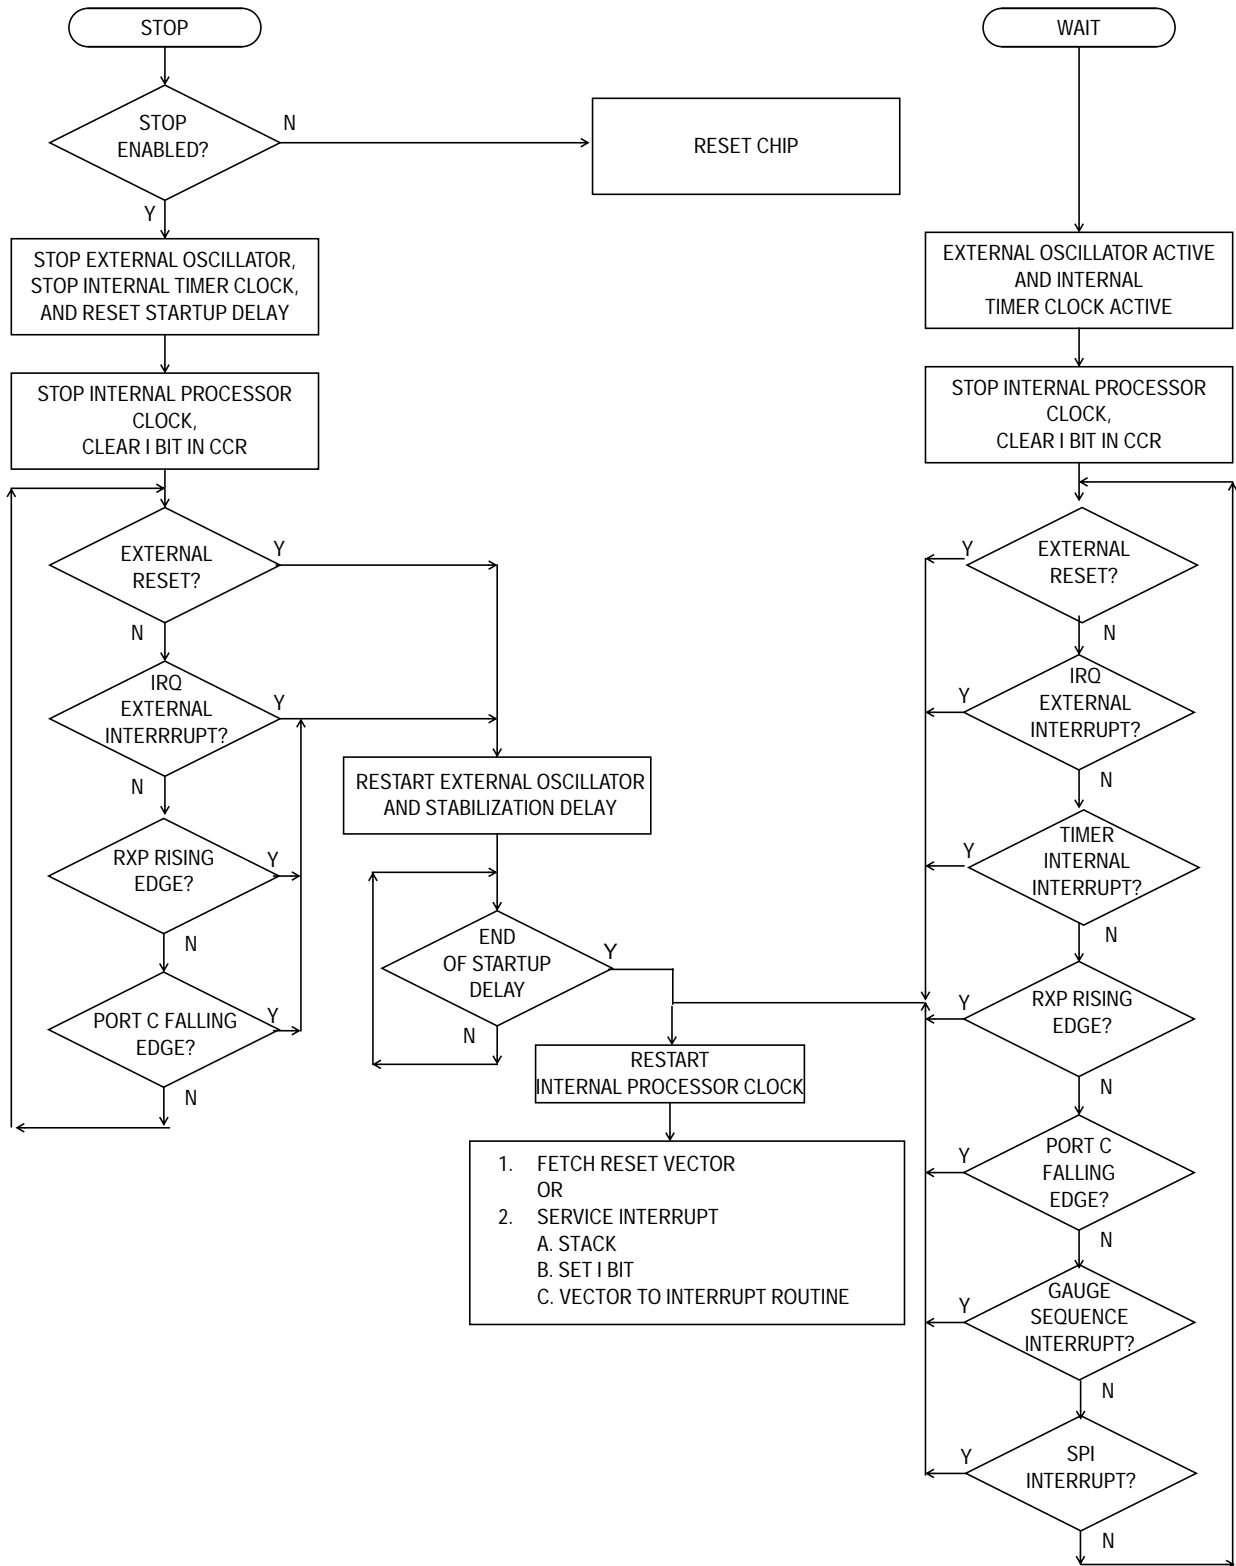 STOP
STOP
ENABLED?
N
Y
RESET CHIP
STOP EXTERNAL OSCILLATOR,
STOP INTERNAL TIMER CLOCK,
AND RESET STARTUP DELAY
STOP INTERNAL PROCESSOR
CLOCK,
CLEAR I BIT IN CCR
EXTERNAL
RESET?
Y
N
IRQ
EXTERNAL
INTERRRUPT?
Y
N
RXP RISING
EDGE?
Y
N
PORT C FALLING
EDGE?
Y
N
RESTART EXTERNAL OSCILLATOR
AND STABILIZATION DELAY
END
OF STARTUP
DELAY
Y
N
RESTART
INTERNAL PROCESSOR CLOCK
1. FETCH RESET VECTOR
OR
2. SERVICE INTERRUPT
A. STACK
B. SET I BIT
C. VECTOR TO INTERRUPT ROUTINE
WAIT
EXTERNAL OSCILLATOR ACTIVE
AND INTERNAL
TIMER CLOCK ACTIVE
STOP INTERNAL PROCESSOR
CLOCK,
CLEAR I BIT IN CCR
Y
EXTERNAL
RESET?
N
Y
IRQ
EXTERNAL
INTERRUPT?
N
Y
TIMER
INTERNAL
INTERRUPT?
N
Y
RXP RISING
EDGE?
N
Y
PORT C
FALLING
EDGE?
N
Y
GAUGE
SEQUENCE
INTERRUPT?
N
Y
SPI
INTERRUPT?
N